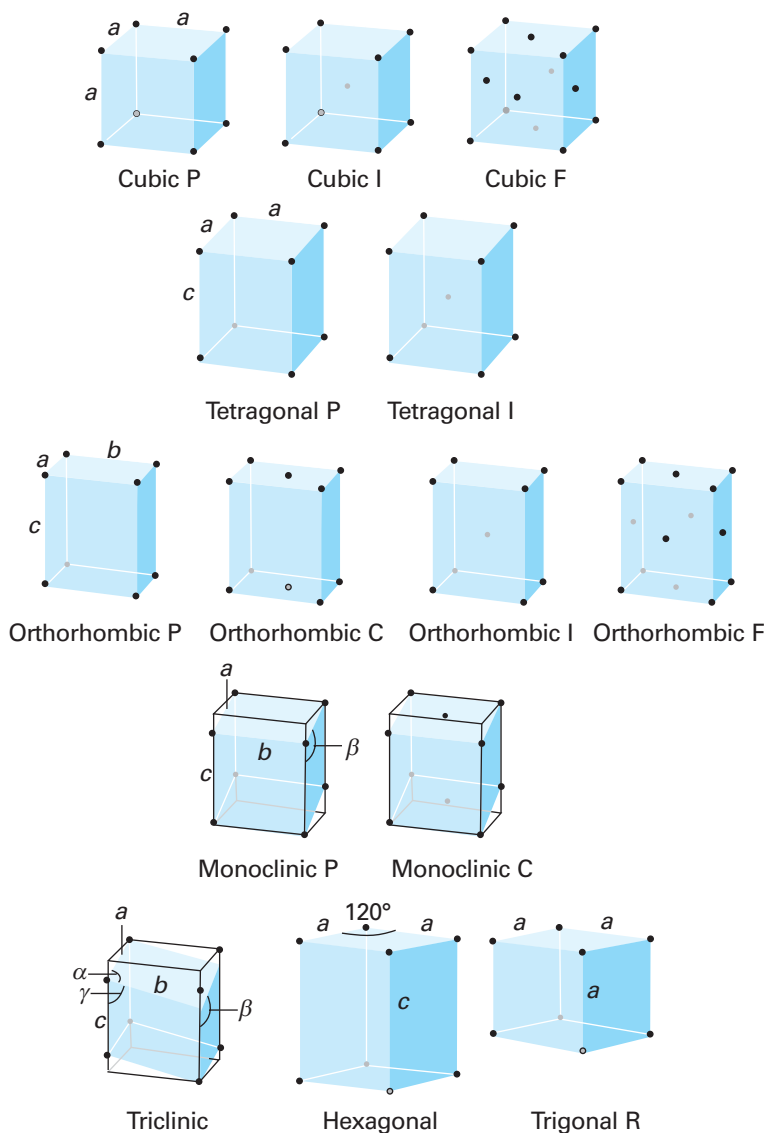 a a
a
Cubic P Cubic I Cubic F
a a
c
Tetragonal P Tetragonal I
a b
c
Orthorhombic P Orthorhombic C Orthorhombic I Orthorhombic F
a
b β
c
Monoclinic P Monoclinic C
a 120° a a a a
α b
γ
c β c a
Triclinic Hexagonal Trigonal R